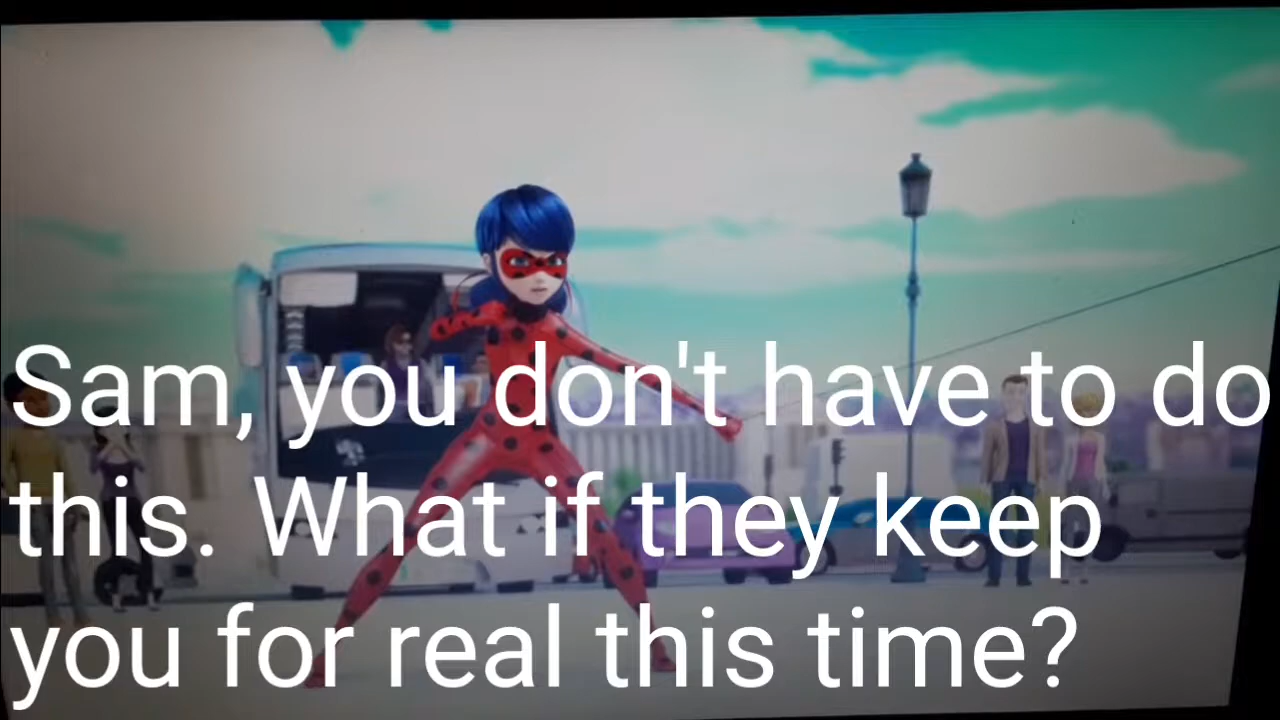 Sam, you don't have to do
this. What if they keep
you for real this time?